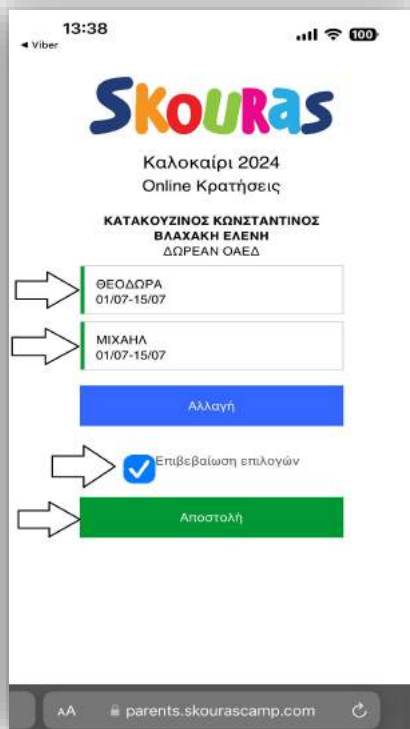 13:38
100
◄ Viber
SKOURAS
Καλοκαίρι 2024
Online Κρατήσεις
ΚΑΤΑΚΟΥΖΙΝΟΣ ΚΩΝΣΤΑΝΤΙΝΟΣ
ΒΛΑΧΑΚΗ ΕΛΕΝΗ
ΔΩΡΕΑΝ ΟΑΕΔ
ΘΕΟΔΩΡΑ
01/07-15/07
ΜΙΧΑΗΛ
01/07-15/07
Αλλαγή
Επιβεβαίωση επιλογών
Αποστολή
AA parents.skourascamp.com